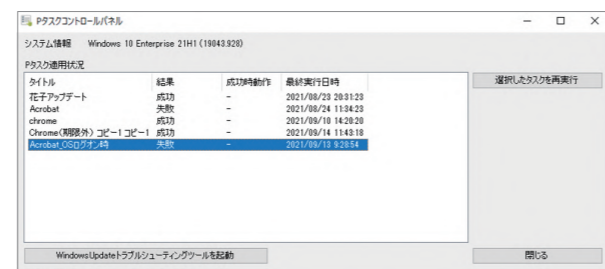 Pタスクコントロールパネル
システム情報 Windows 10 Enterprise 21H1 (19043.928)
Pタスク適用状況
タイトル 結果 成功時動作 最終実行日時
花子アップデート 成功 - 2021/08/23 20:31:23
Acrobat 失敗 - 2021/08/24 11:34:23
chrome 成功 - 2021/09/10 14:20:20
Chrome(期限外) コピー1 コピー1 成功 - 2021/09/14 11:43:18
Acrobat_OSログオン時 失敗 - 2021/09/13 9:28:54
選択したタスクを再実行
WindowsUpdateトラブルシューティングツールを起動
閉じる